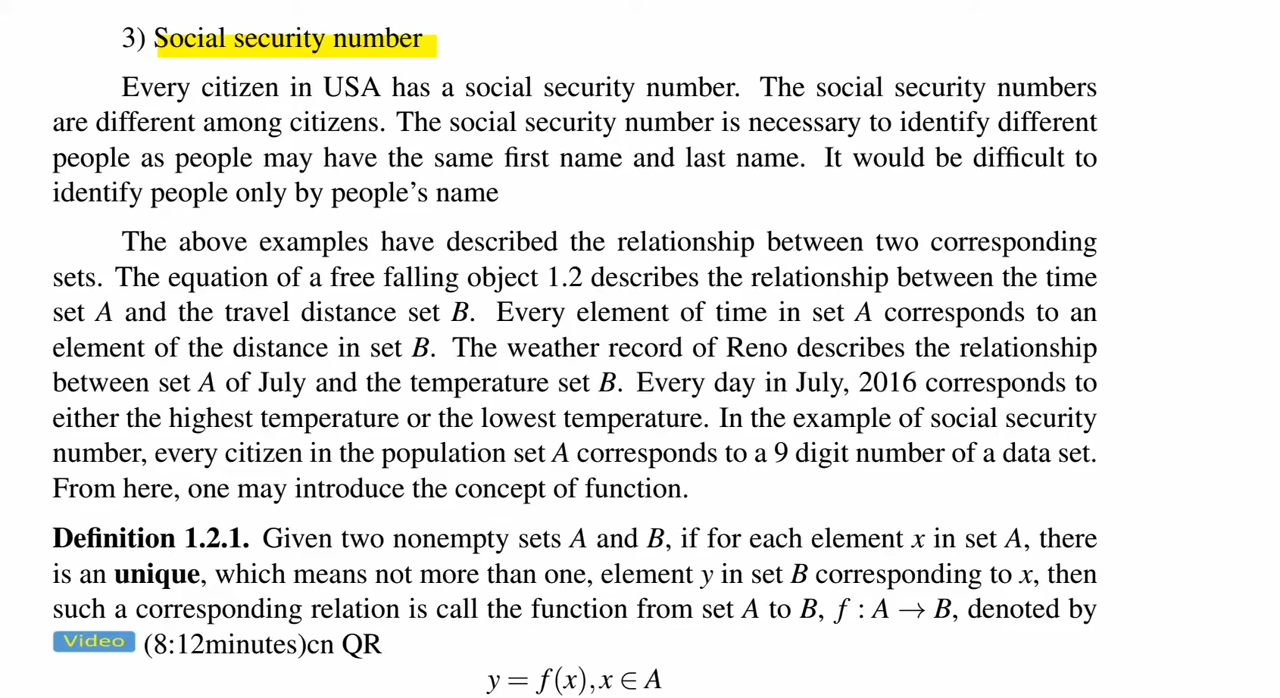 3) Social security number
Every citizen in USA has a social security number. The social security numbers
are different among citizens. The social security number is necessary to identify different
people as people may have the same first name and last name. It would be difficult to
identify people only by people's name
The above examples have described the relationship between two corresponding
sets. The equation of a free falling object 1.2 describes the relationship between the time
set A and the travel distance set B. Every element of time in set A corresponds to an
element of the distance in set B. The weather record of Reno describes the relationship
between set A of July and the temperature set B. Every day in July, 2016 corresponds to
either the highest temperature or the lowest temperature. In the example of social security
number, every citizen in the population set A corresponds to a 9 digit number of a data set.
From here, one may introduce the concept of function.
Definition 1.2.1. Given two nonempty sets A and B, if for each element x in set A, there
is an unique, which means not more than one, element y in set B corresponding to x, then
such a corresponding relation is call the function from set A to B, f : A → B, denoted by
Video (8:12minutes)cn QR
y = f(x), x ∈ A